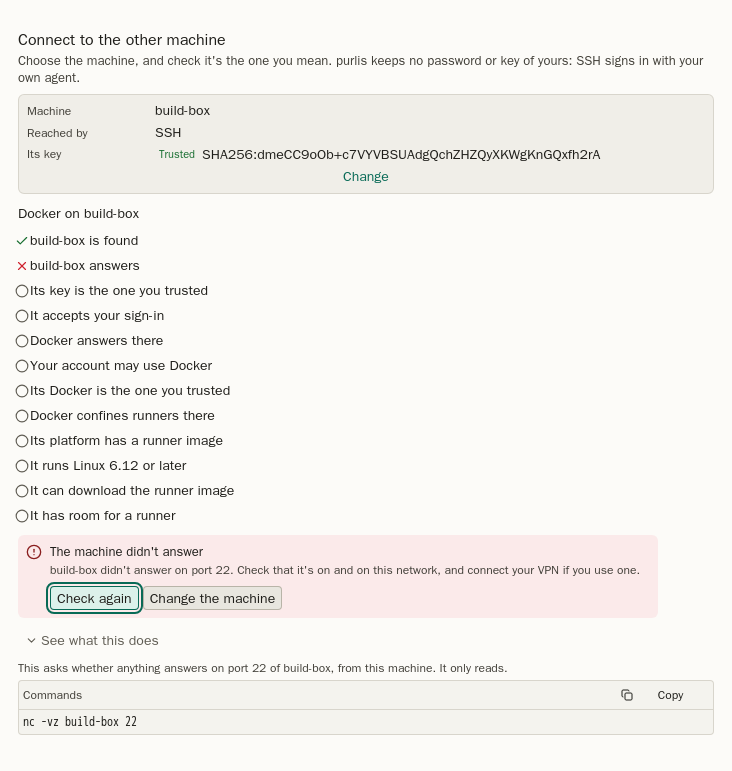 Connect to the other machine
Choose the machine, and check it's the one you mean. purlis keeps no password or key of yours: SSH signs in with your
own agent.
Machine build-box
Reached by SSH
Its key Trusted SHA256:dmeCC9oOb+c7VYVBSUAdgQchZHZQyXKWgKnGQxfh2rA
Change
Docker on build-box
build-box is found
build-box answers
Its key is the one you trusted
It accepts your sign-in
Docker answers there
Your account may use Docker
Its Docker is the one you trusted
Docker confines runners there
Its platform has a runner image
It runs Linux 6.12 or later
It can download the runner image
It has room for a runner
The machine didn't answer
build-box didn't answer on port 22. Check that it's on and on this network, and connect your VPN if you use one.
Check again Change the machine
See what this does
This asks whether anything answers on port 22 of build-box, from this machine. It only reads.
Commands Copy
nc -vz build-box 22